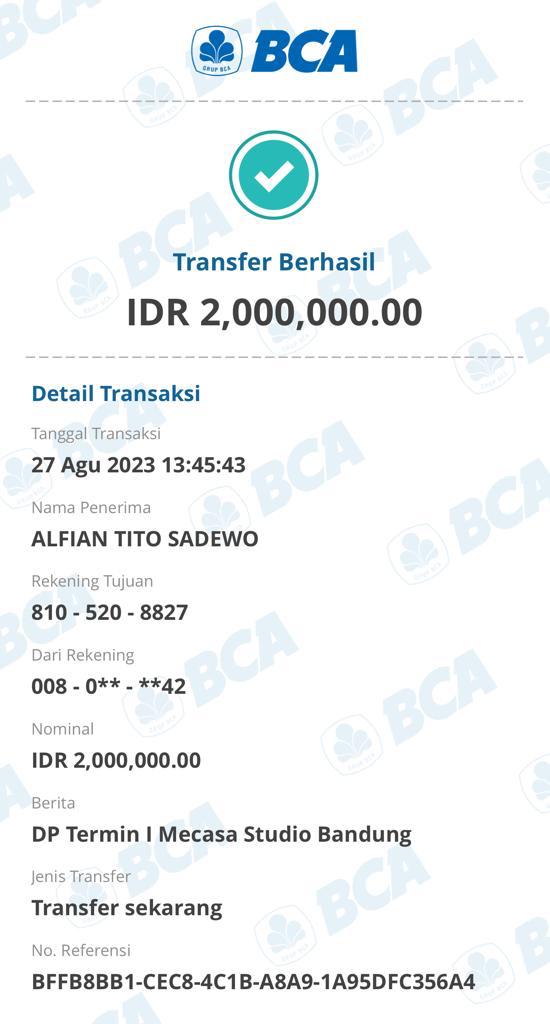 GRUP BCA
BCA
Transfer Berhasil
IDR 2,000,000.00
Detail Transaksi
Tanggal Transaksi
27 Agu 2023 13:45:43
Nama Penerima
ALFIAN TITO SADEWO
Rekening Tujuan
810 - 520 - 8827
Dari Rekening
008 - 0** - **42
Nominal
IDR 2,000,000.00
Berita
DP Termin I Mecasa Studio Bandung
Jenis Transfer
Transfer sekarang
No. Referensi
BFFB8BB1-CEC8-4C1B-A8A9-1A95DFC356A4